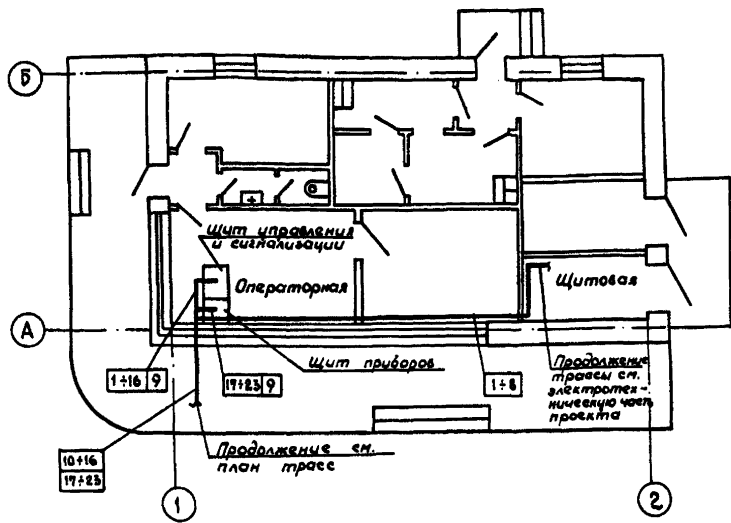 Б
Щит управления
и сигнализации
Операторная
Щитовая
А
1÷16 9
17÷23 9
Щит приборов
1÷8
Продолжение
трассы см.
электротех-
ническую часть
проекта
10÷16
17÷23
Продолжение см.
план трасс
1
2